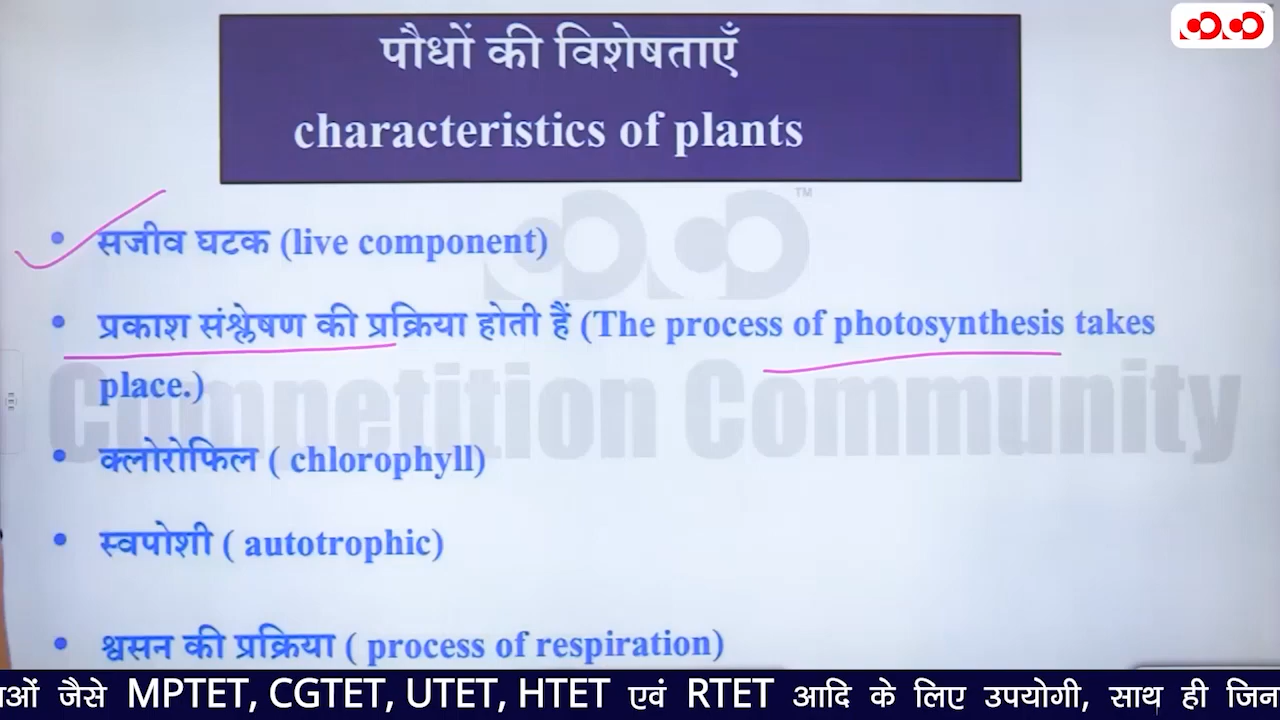 पौधों की विशेषताएँ
characteristics of plants
TM
• सजीव घटक (live component)
• प्रकाश संश्लेषण की प्रक्रिया होती हैं (The process of photosynthesis takes
place.)
Competition Community
• क्लोरोफिल ( chlorophyll)
• स्वपोशी ( autotrophic)
• श्वसन की प्रक्रिया ( process of respiration)
जैसे MPTET, CGTET, UTET, HTET एवं RTET आदि के लिए उपयोगी, साथ ही जिन